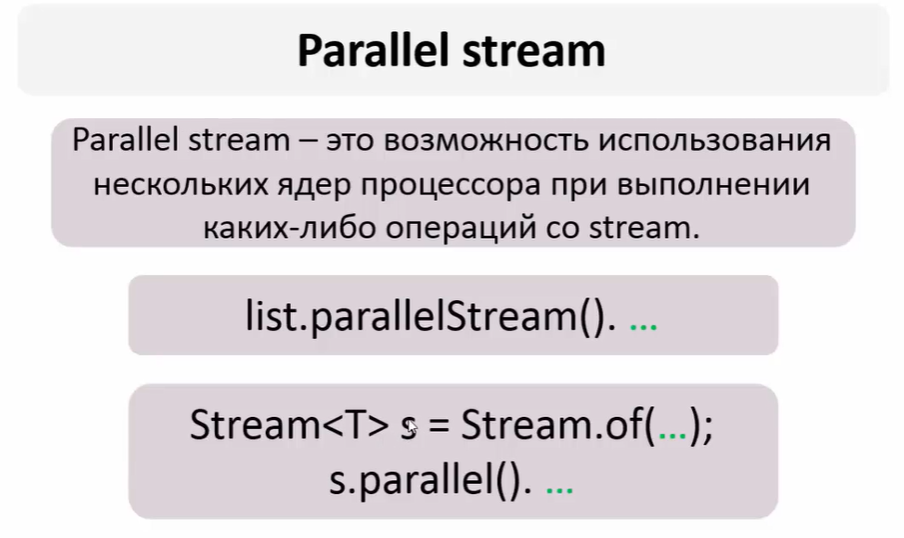 Parallel stream
Parallel stream – это возможность использования
нескольких ядер процессора при выполнении
каких-либо операций со stream.
list.parallelStream(). ...
Stream<T> s = Stream.of(...);
s.parallel(). ...